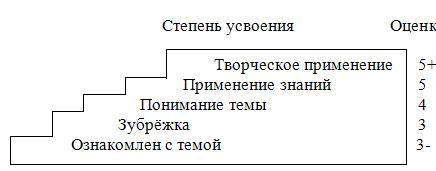 Степень усвоения Оценк
Творческое применение 5+
Применение знаний 5
Понимание темы 4
Зубрёжка 3
Ознакомлен с темой 3-